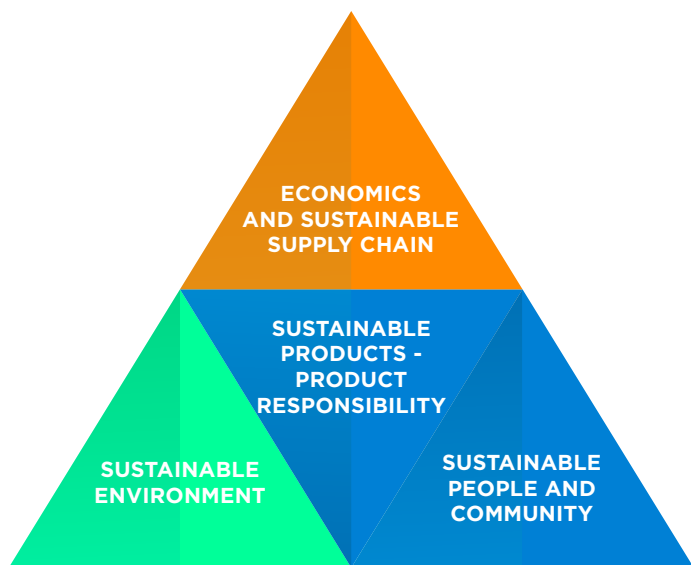 ECONOMICS
AND SUSTAINABLE
SUPPLY CHAIN
SUSTAINABLE
PRODUCTS -
PRODUCT
RESPONSIBILITY
SUSTAINABLE
ENVIRONMENT
SUSTAINABLE
PEOPLE AND
COMMUNITY